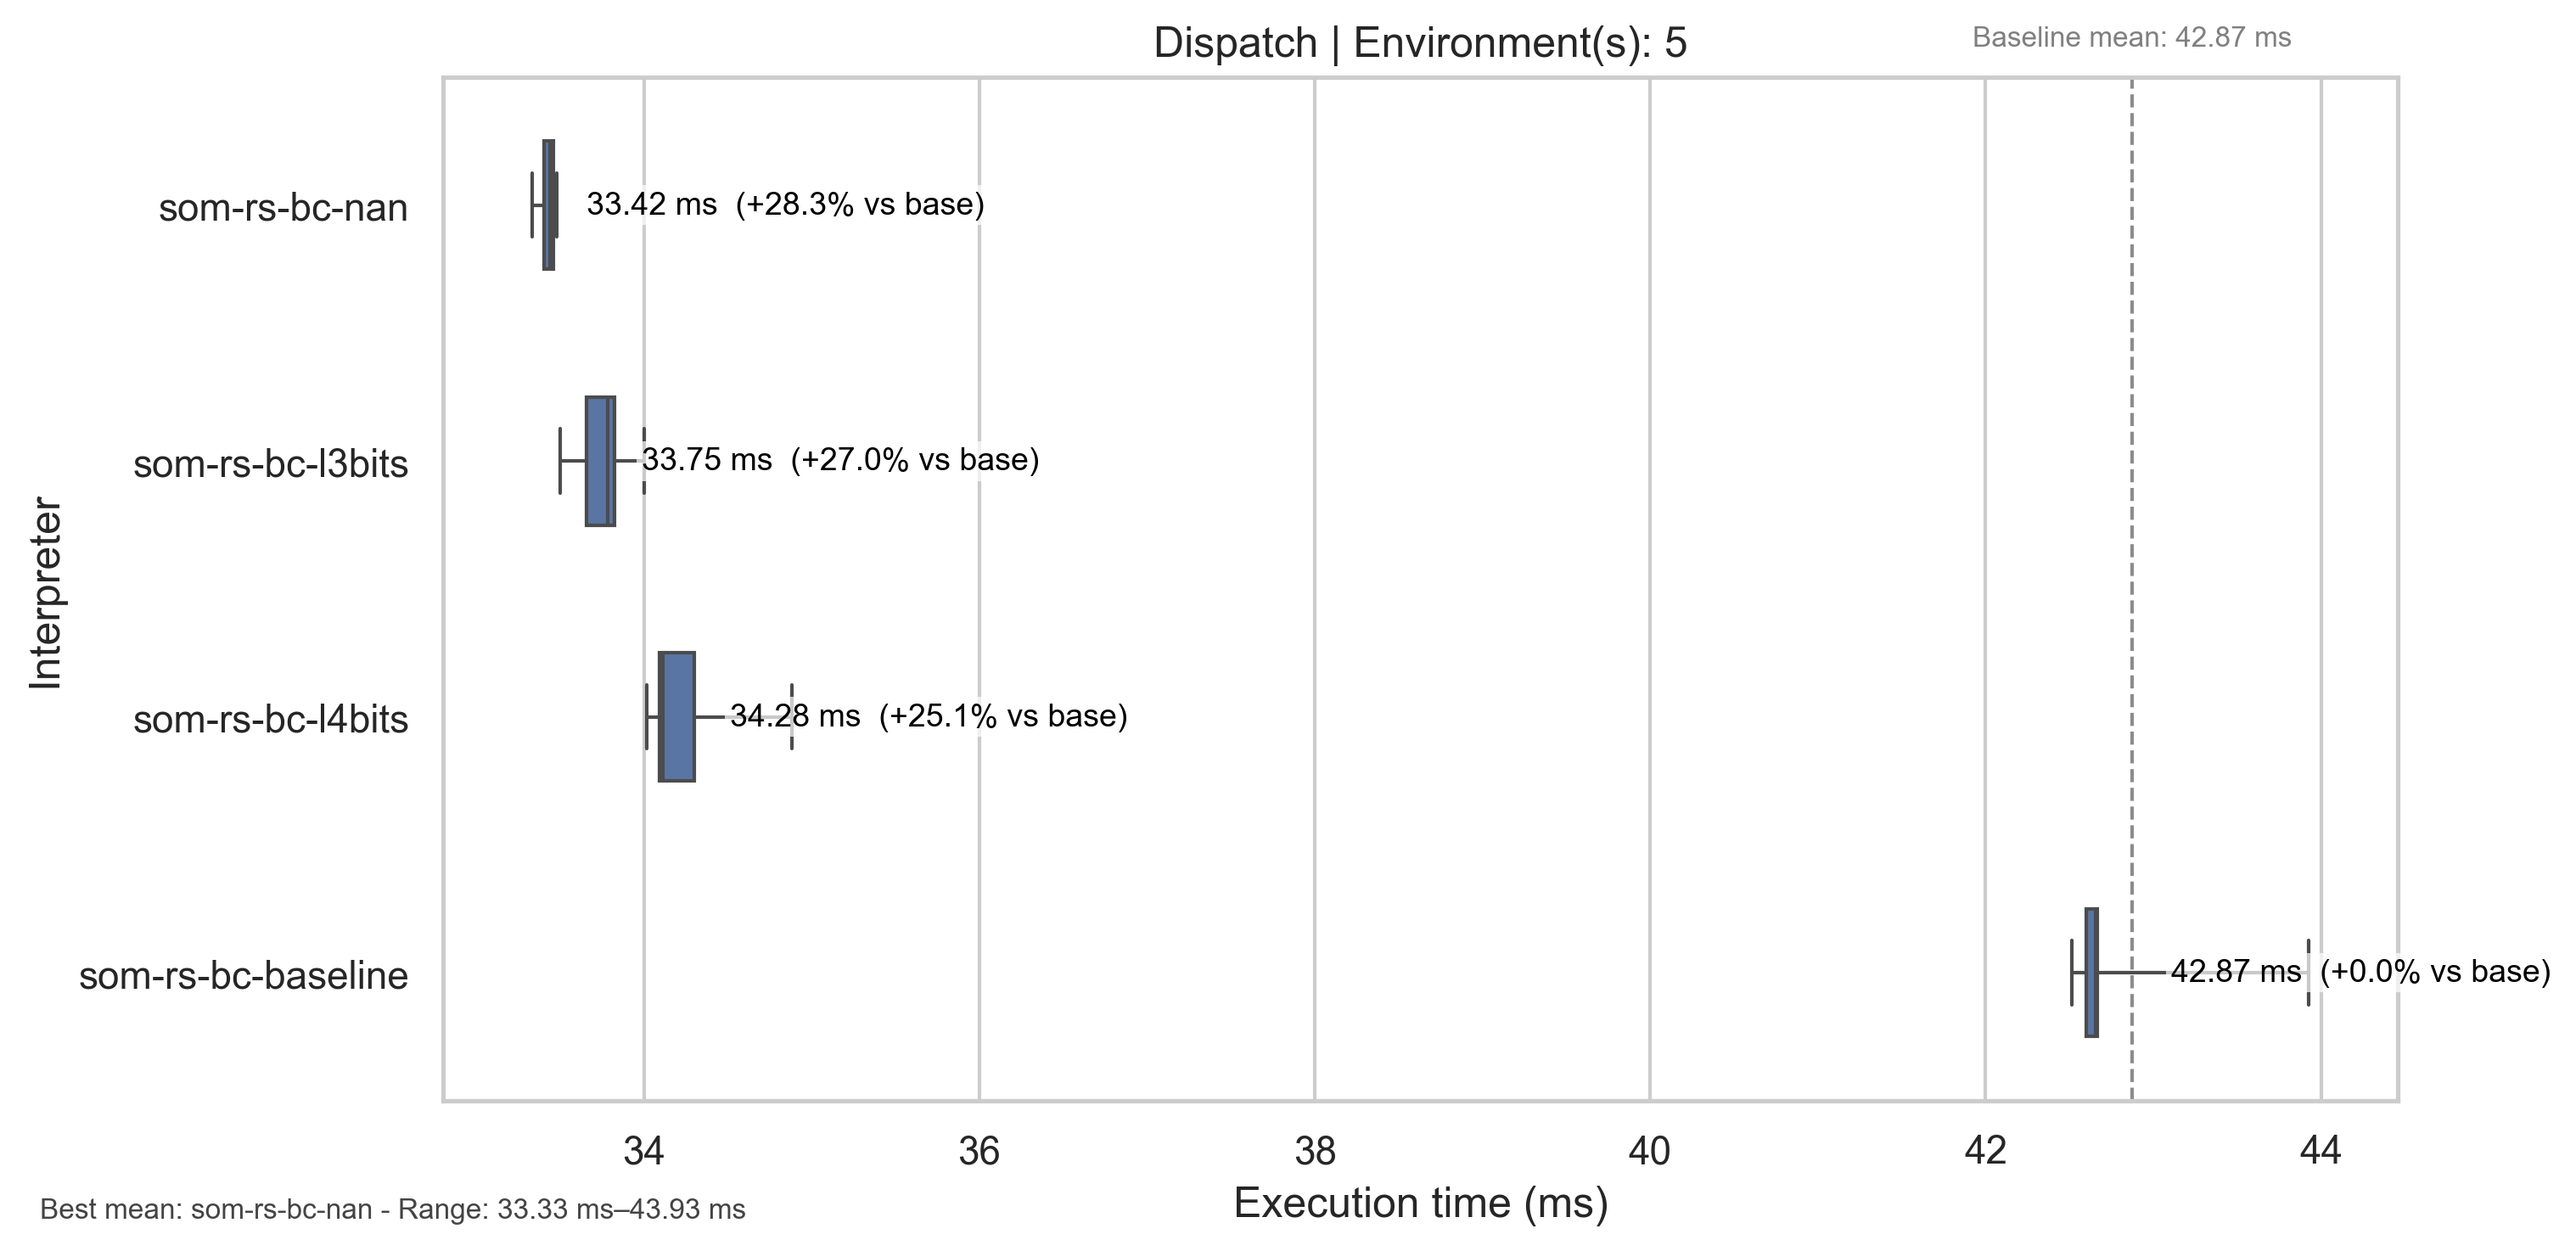 Dispatch | Environment(s): 5
Baseline mean: 42.87 ms
som-rs-bc-nan
33.42 ms  (+28.3% vs base)
som-rs-bc-l3bits
33.75 ms  (+27.0% vs base)
Interpreter
som-rs-bc-l4bits
34.28 ms  (+25.1% vs base)
som-rs-bc-baseline
42.87 ms  (+0.0% vs base)
34 36 38 40 42 44
Execution time (ms)
Best mean: som-rs-bc-nan - Range: 33.33 ms–43.93 ms